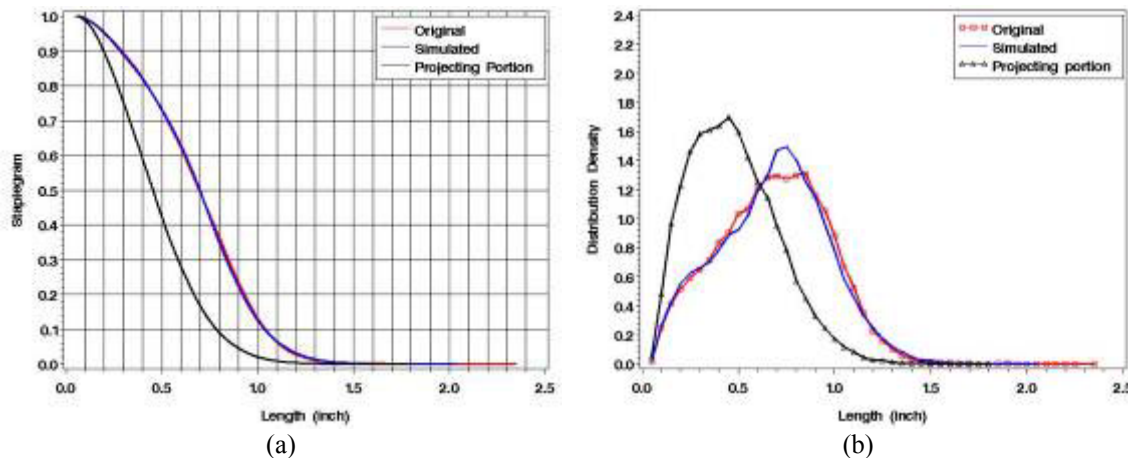 1.0
0.9
0.8
0.7
0.6
0.5
0.4
0.3
0.2
0.1
0.0
Staplegram
Original
Simulated
Projecting Portion
0.0 0.5 1.0 1.5 2.0 2.5
Length (inch)
(a)
2.4
2.2
2.0
1.8
1.6
1.4
1.2
1.0
0.8
0.6
0.4
0.2
0.0
Distribution Density
Original
Simulated
Projecting portion
0.0 0.5 1.0 1.5 2.0 2.5
Length (inch)
(b)